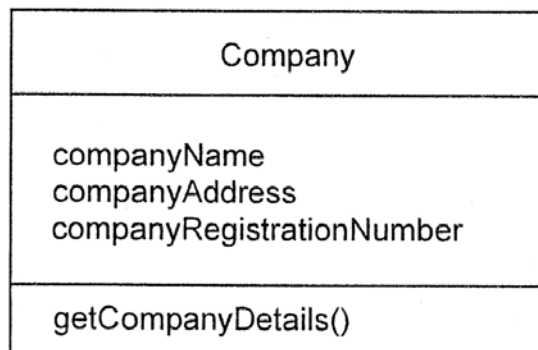 Company
companyName
companyAddress
companyRegistrationNumber
getCompanyDetails()